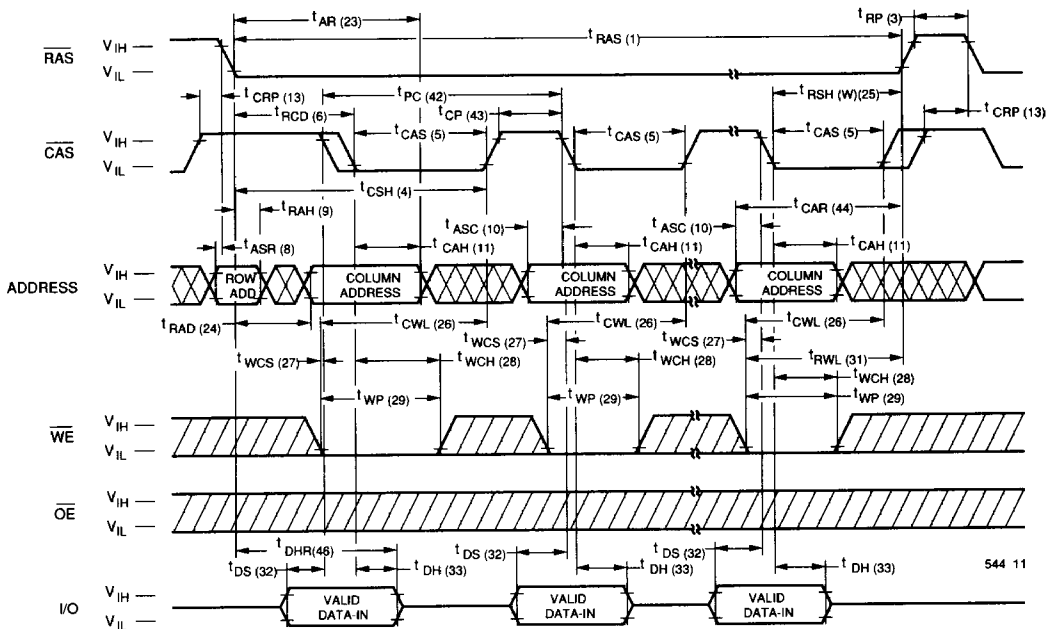 t AR (23)
t RP (3)
t RAS (1)
RAS
V IH
V IL
t CRP (13)
t PC (42)
t RSH (W)(25)
t RCD (6)
t CP (43)
t CRP (13)
CAS
V IH
V IL
t CAS (5)
t CAS (5)
t CAS (5)
t CSH (4)
t CAR (44)
t RAH (9)
t ASC (10)
t ASC (10)
t ASR (8)
t CAH (11)
t CAH (11)
t CAH (11)
ADDRESS
V IH
V IL
ROW
ADD
COLUMN
ADDRESS
COLUMN
ADDRESS
COLUMN
ADDRESS
t RAD (24)
t CWL (26)
t CWL (26)
t CWL (26)
t WCS (27)
t WCS (27)
t WCS (27)
t WCH (28)
t WCH (28)
t RWL (31)
t WCH (28)
t WP (29)
t WP (29)
t WP (29)
WE
V IH
V IL
OE
V IH
V IL
t DHR(46)
t DS (32)
t DS (32)
t DS (32)
t DH (33)
t DH (33)
t DH (33)
544 11
I/O
V IH
V IL
VALID
DATA-IN
VALID
DATA-IN
VALID
DATA-IN